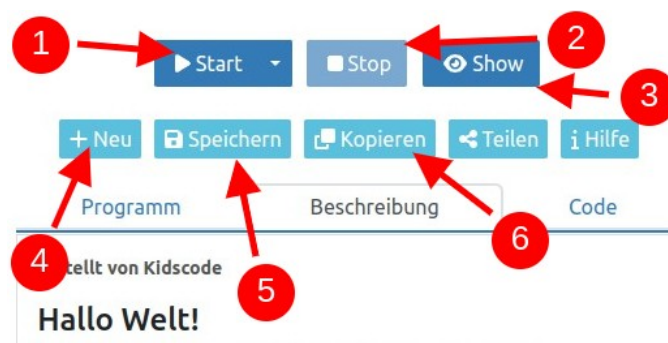 1 Start Stop 2
Show 3
+ Neu Speichern Kopieren Teilen i Hilfe
Programm Beschreibung Code
4 tellt von Kidscode 5 6
Hallo Welt!